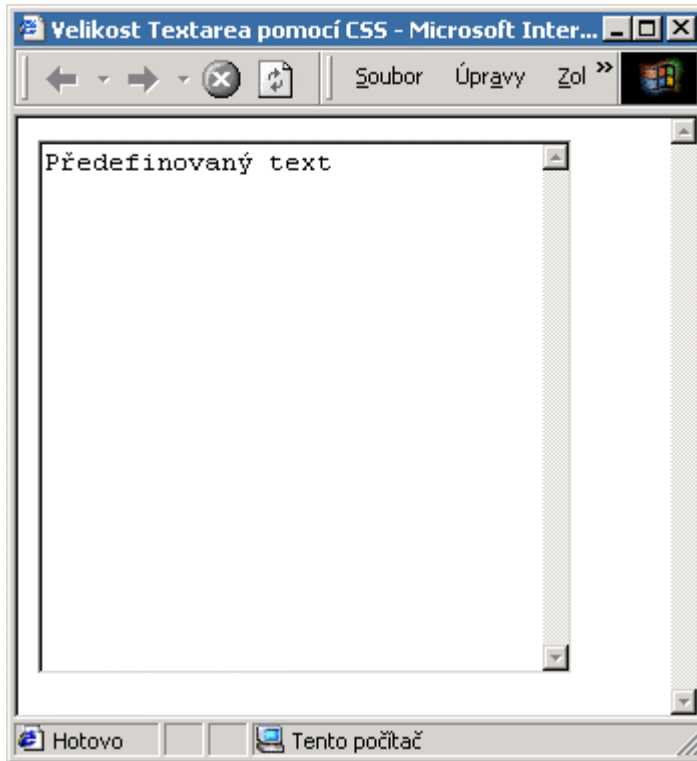 Velikost Textarea pomocí CSS - Microsoft Inter...
Soubor Úpravy Zol »
Předefinovaný text
Hotovo Tento počítač